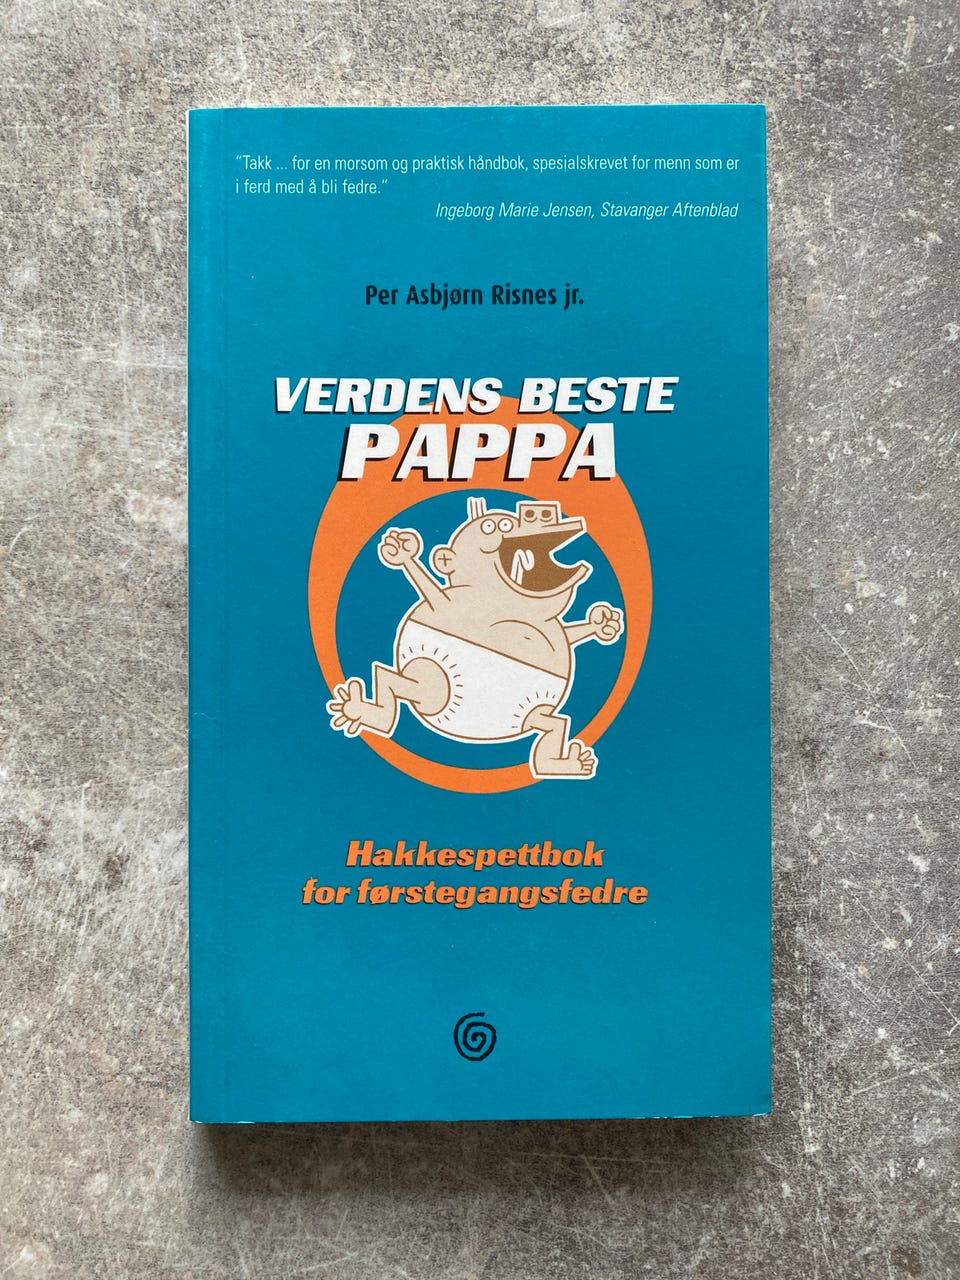 “Takk ... for en morsom og praktisk håndbok, spesialskrevet for menn som er
i ferd med å bli fedre.“
Ingeborg Marie Jensen, Stavanger Aftenblad
Per Asbjørn Risnes jr.
VERDENS BESTE
PAPPA
Hakkespettbok
for førstegangsfedre